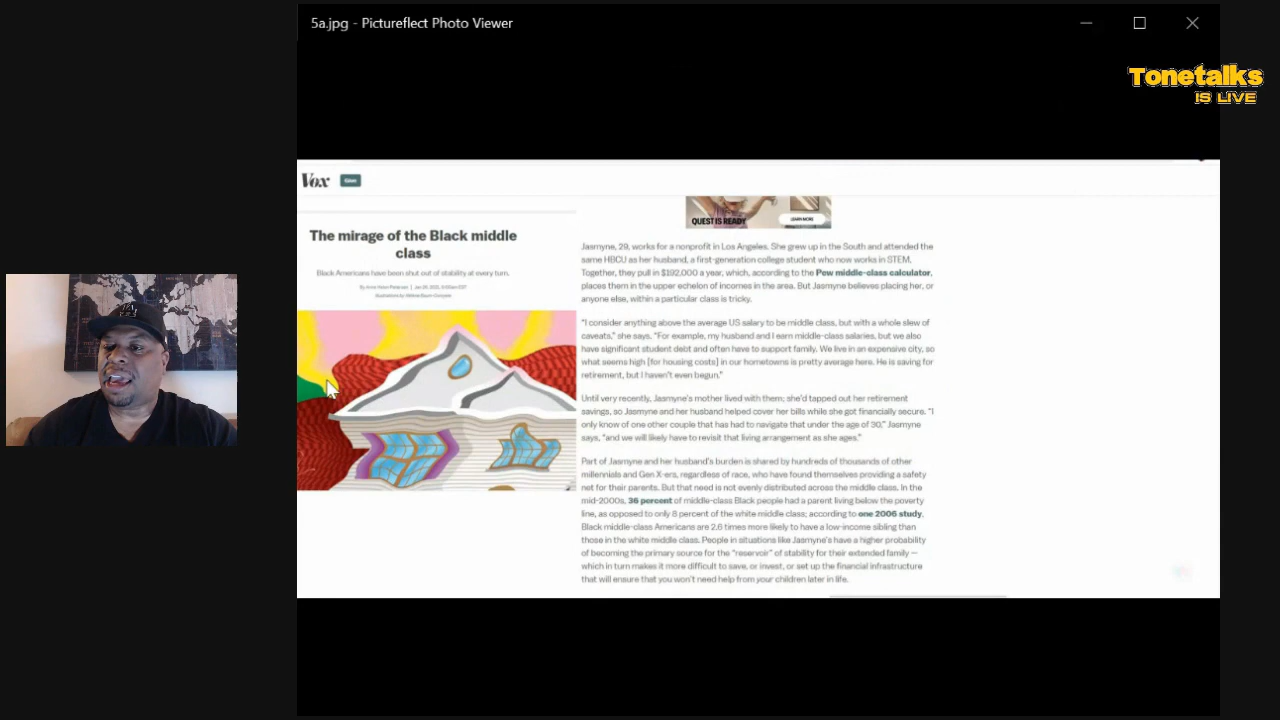 5a.jpg - Pictureflect Photo Viewer
Tonetalks
IS LIVE
Vox
QUEST IS READY
LEARN MORE
The mirage of the Black middle
class
Black Americans have been shut out of stability at every turn.
By Anne Helen Petersen
Jasmyne, 29, works for a nonprofit in Los Angeles. She grew up in the South and attended the
same HBCU as her husband, a first-generation college student who now works in STEM.
Together, they pull in $192,000 a year, which, according to the Pew middle-class calculator,
places them in the upper echelon of incomes in the area. But Jasmyne believes placing her, or
anyone else, within a particular class is tricky.
“I consider anything above the average US salary to be middle class, but with a whole slew of
caveats,” she says. “For example, my husband and I earn middle-class salaries, but we also
have significant student debt and often have to support family. We live in an expensive city, so
what seems high [for housing costs] in our hometowns is pretty average here. He is saving for
retirement, but I haven’t even begun.”
Until very recently, Jasmyne’s mother lived with them; she’d tapped out her retirement
savings, so Jasmyne and her husband helped cover her bills while she got financially secure. “I
only know of one other couple that has had to navigate that under the age of 30,” Jasmyne
says, “and we will likely have to revisit that living arrangement as she ages.”
Part of Jasmyne and her husband’s burden is shared by hundreds of thousands of other
millennials and Gen X-ers, regardless of race, who have found themselves providing a safety
net for their parents. But that need is not evenly distributed across the middle class. In the
mid-2000s, 36 percent of middle-class Black people had a parent living below the poverty
line, as opposed to only 8 percent of the white middle class; according to one 2006 study,
Black middle-class Americans are 2.6 times more likely to have a low-income sibling than
those in the white middle class. People in situations like Jasmyne’s have a higher probability
of becoming the primary source for the “reservoir” of stability for their extended family —
which in turn makes it more difficult to save, or invest, or set up the financial infrastructure
that will ensure that you won’t need help from your children later in life.